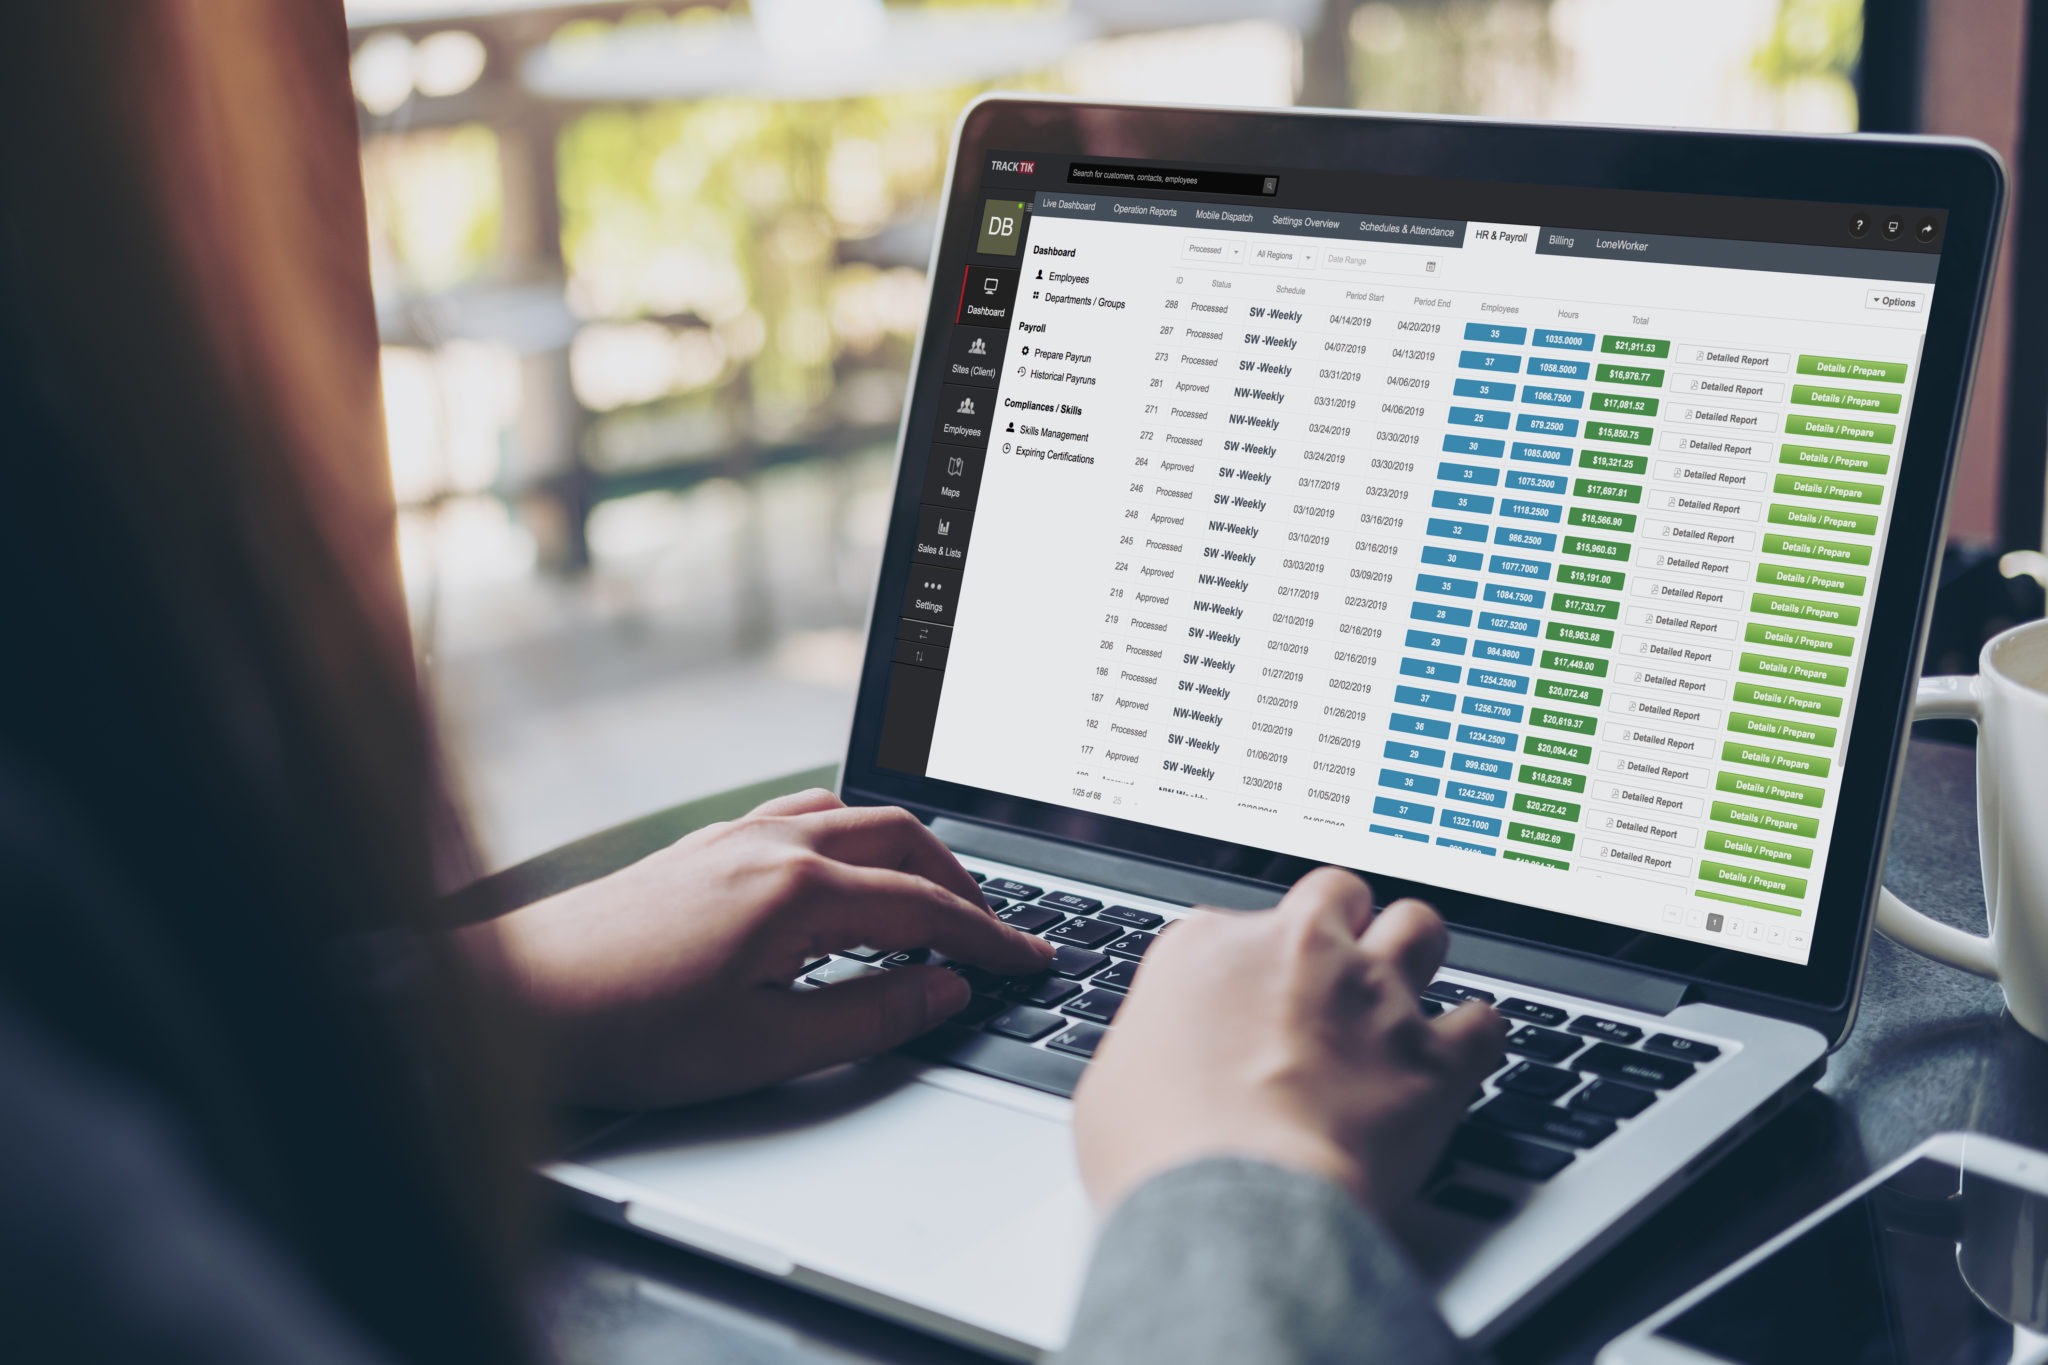 TRACKTIK
Search for customers, contacts, employees
DB
Live Dashboard Operation Reports Mobile Dispatch Settings Overview Schedules & Attendance HR & Payroll Billing LoneWorker
?
Dashboard
Sites (Client)
Employees
Maps
Sales & Lists
Settings
Dashboard
Employees
Departments / Groups
Payroll
Prepare Payrun
Historical Payruns
Compliances / Skills
Skills Management
Expiring Certifications
Processed All Regions Date Range
Options
ID Status Schedule Period Start Period End Employees Hours Total
288 Processed SW -Weekly 04/14/2019 04/20/2019 35 1035.0000 $21,911.53 Detailed Report Details / Prepare
287 Processed SW -Weekly 04/07/2019 04/13/2019 37 1058.5000 $16,976.77 Detailed Report Details / Prepare
273 Processed SW -Weekly 03/31/2019 04/06/2019 35 1066.7500 $17,081.52 Detailed Report Details / Prepare
281 Approved NW-Weekly 03/31/2019 04/06/2019 25 879.2500 $15,850.75 Detailed Report Details / Prepare
271 Processed NW-Weekly 03/24/2019 03/30/2019 30 1085.0000 $19,321.25 Detailed Report Details / Prepare
272 Processed SW -Weekly 03/24/2019 03/30/2019 33 1075.2500 $17,697.81 Detailed Report Details / Prepare
264 Approved SW -Weekly 03/17/2019 03/23/2019 35 1118.2500 $18,566.90 Detailed Report Details / Prepare
246 Processed SW -Weekly 03/10/2019 03/16/2019 32 986.2500 $15,960.63 Detailed Report Details / Prepare
248 Approved NW-Weekly 03/10/2019 03/16/2019 30 1077.7000 $19,191.00 Detailed Report Details / Prepare
245 Processed SW -Weekly 03/03/2019 03/09/2019 35 1084.7500 $17,733.77 Detailed Report Details / Prepare
224 Approved NW-Weekly 02/17/2019 02/23/2019 28 1027.5200 $18,963.88 Detailed Report Details / Prepare
218 Approved NW-Weekly 02/10/2019 02/16/2019 29 984.9800 $17,449.00 Detailed Report Details / Prepare
219 Processed SW -Weekly 02/10/2019 02/16/2019 38 1254.2500 $20,072.48 Detailed Report Details / Prepare
206 Processed SW -Weekly 01/27/2019 02/02/2019 37 1256.7700 $20,619.37 Detailed Report Details / Prepare
186 Processed SW -Weekly 01/20/2019 01/26/2019 36 1234.2500 $20,094.42 Detailed Report Details / Prepare
187 Approved NW-Weekly 01/20/2019 01/26/2019 29 999.6300 $18,829.95 Detailed Report Details / Prepare
182 Processed SW -Weekly 01/06/2019 01/12/2019 36 1242.2500 $20,272.42 Detailed Report Details / Prepare
177 Approved SW -Weekly 12/30/2018 01/05/2019 37 1322.1000 $21,882.69 Detailed Report Details / Prepare
1/25 of 66 25
<< < 1 2 3 > >>
$ 4
% 5
^ 6
D
G
Y
X
H
N